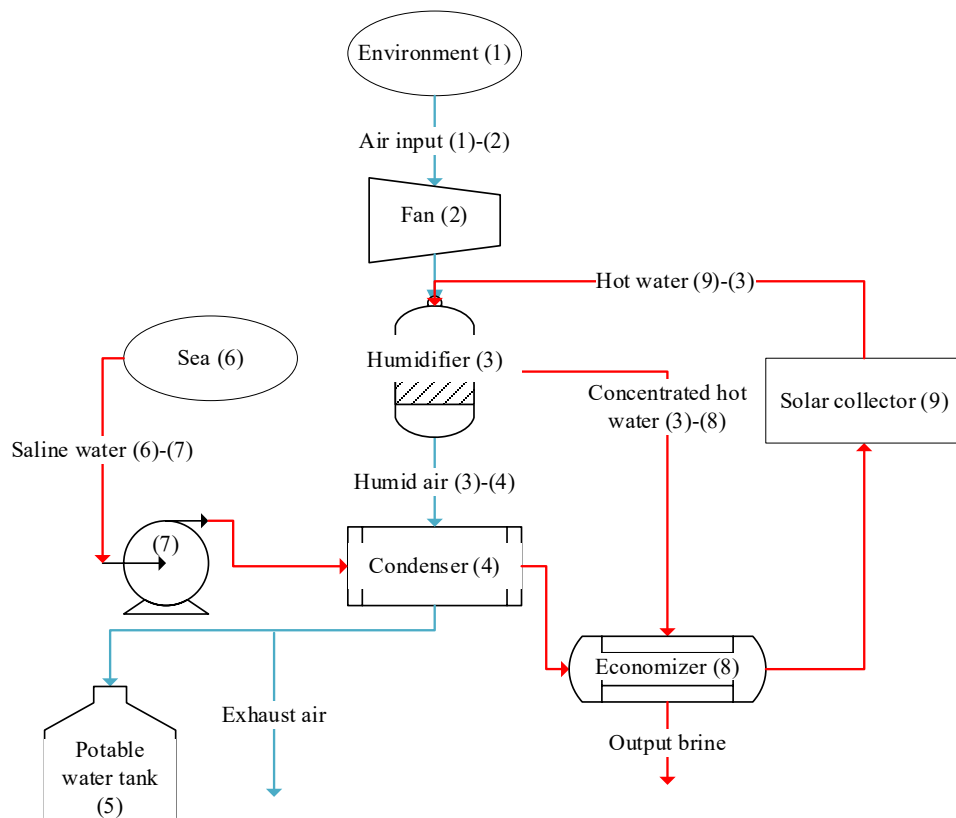 Environment (1)
Air input (1)-(2)
Fan (2)
Hot water (9)-(3)
Sea (6)
Humidifier (3)
Concentrated hot
water (3)-(8)
Solar collector (9)
Saline water (6)-(7)
Humid air (3)-(4)
(7)
Condenser (4)
Economizer (8)
Exhaust air
Output brine
Potable
water tank
(5)